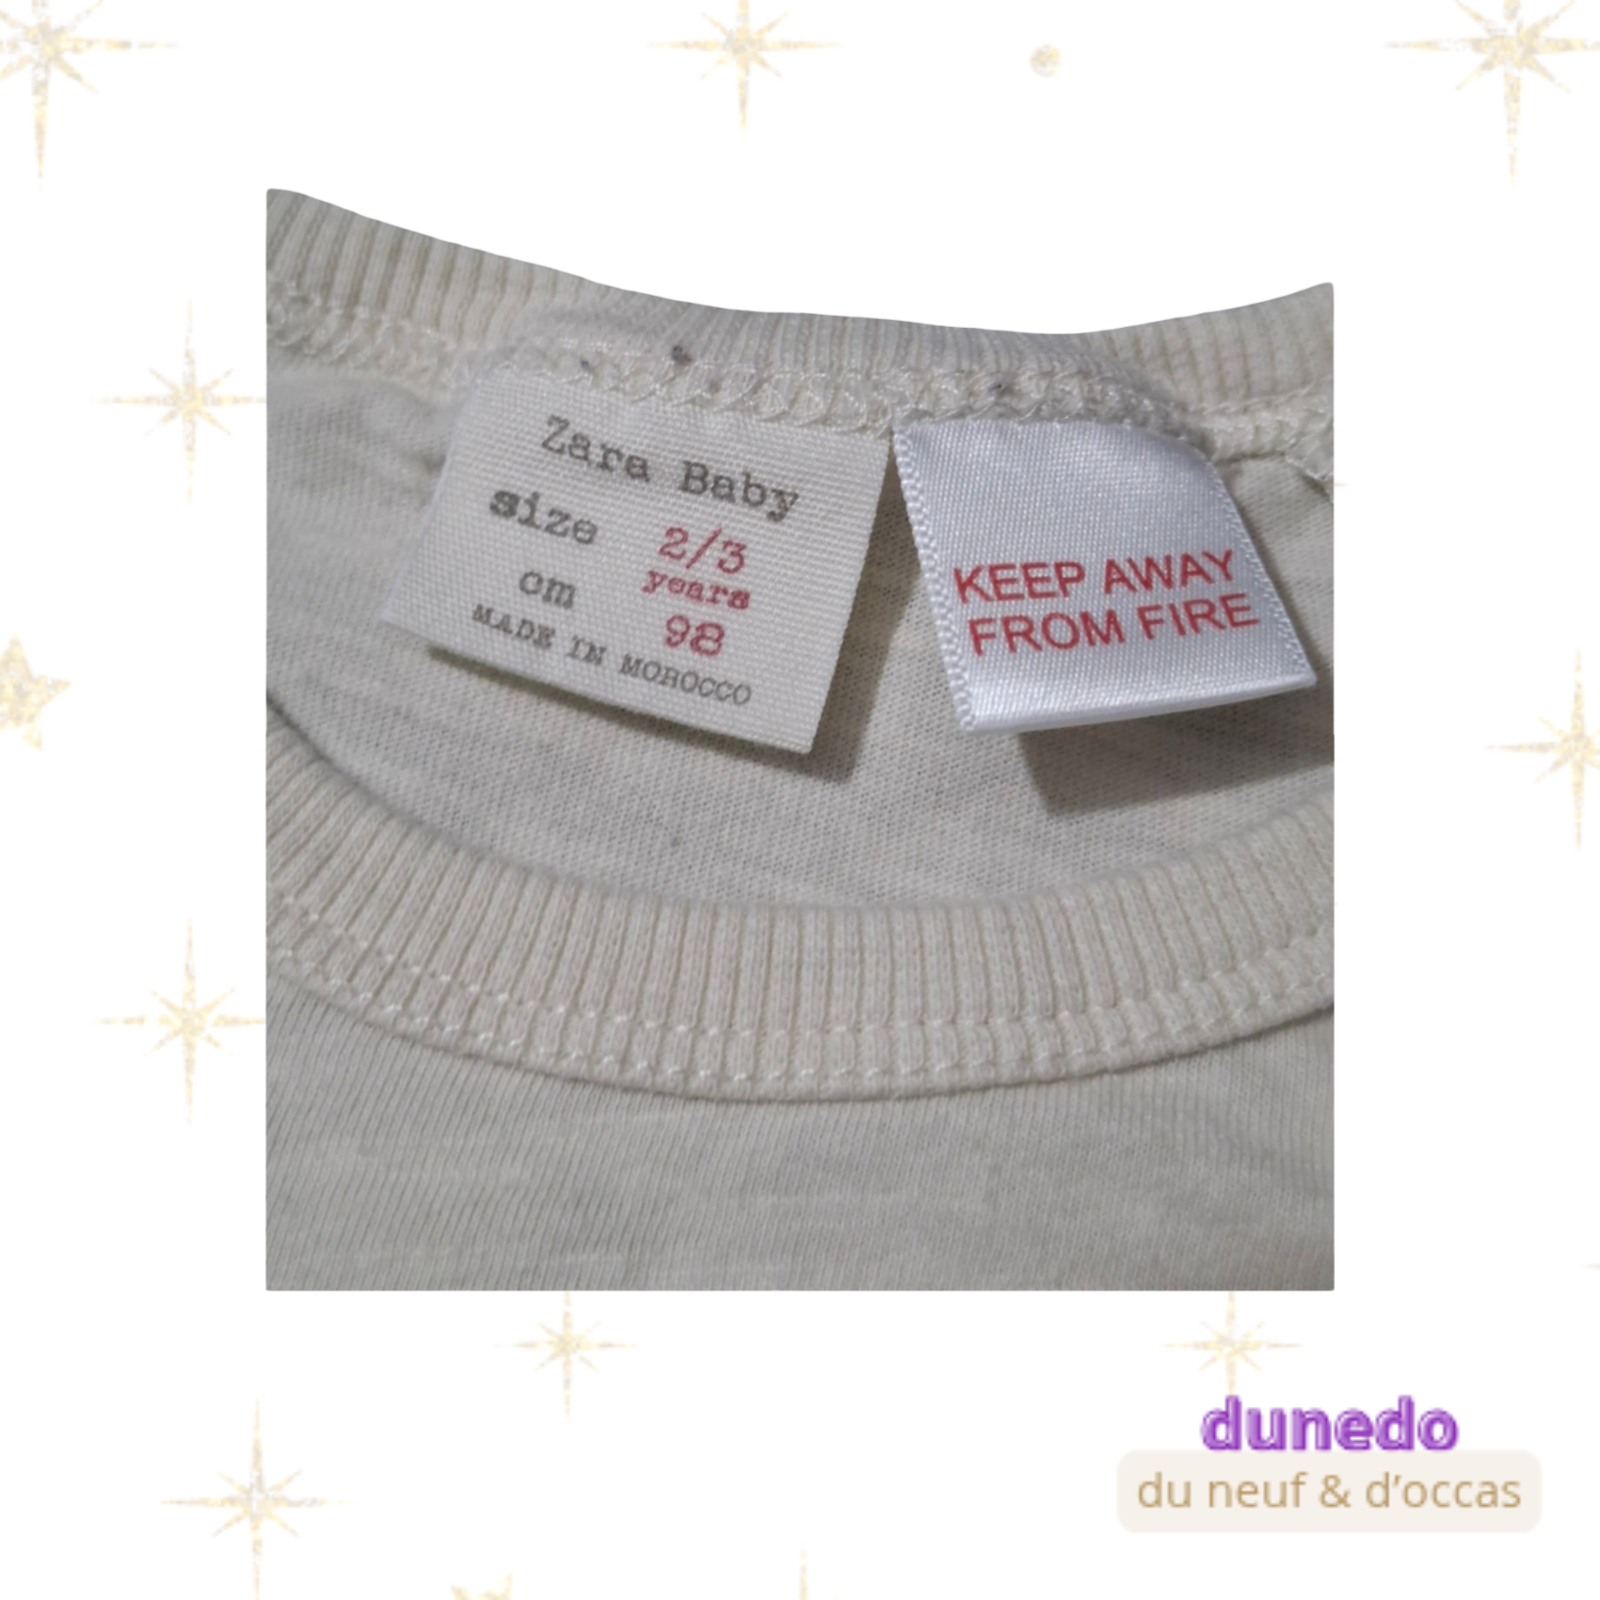 Zara Baby
size 2/3
years
cm 98
MADE IN MOROCCO
KEEP AWAY
FROM FIRE
dunedo
du neuf & d'occas